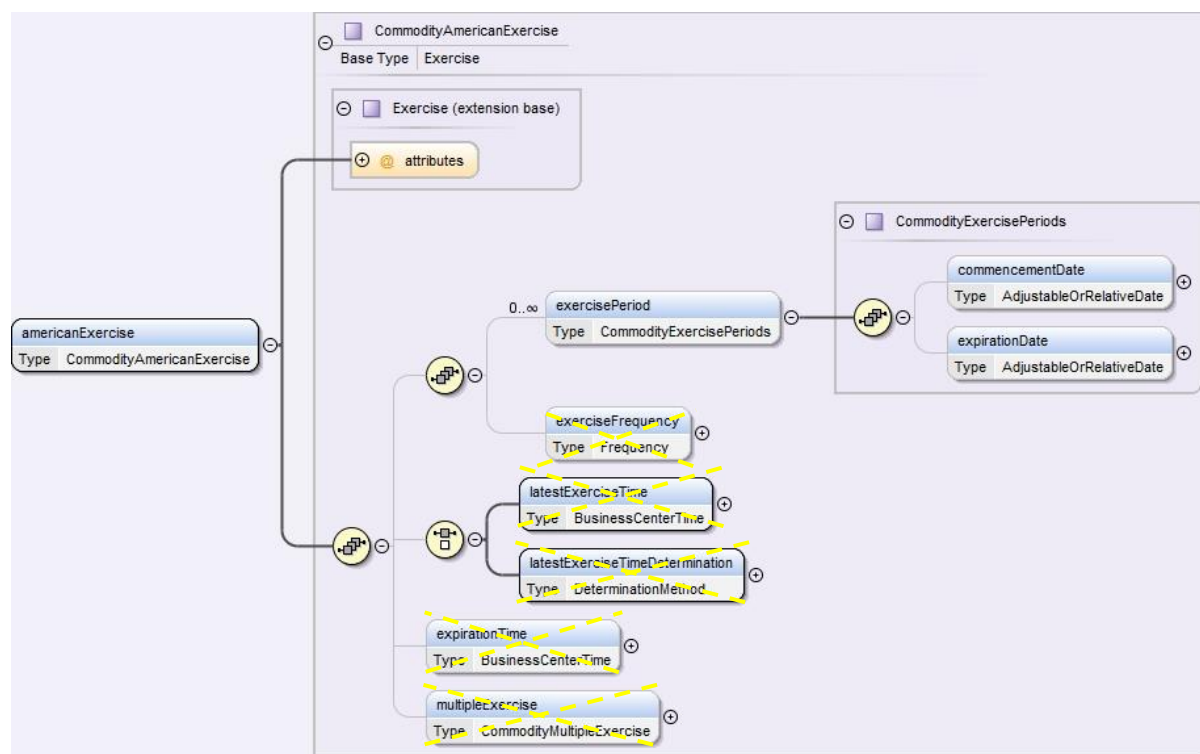 CommodityAmericanExercise
Base Type Exercise
Exercise (extension base)
@ attributes
CommodityExercisePeriods
commencementDate
Type AdjustableOrRelativeDate
0..∞
exercisePeriod
Type CommodityExercisePeriods
expirationDate
Type AdjustableOrRelativeDate
americanExercise
Type CommodityAmericanExercise
exerciseFrequency
Type Frequency
latestExerciseTime
Type BusinessCenterTime
latestExerciseTimeDetermination
Type DeterminationMethod
expirationTime
Type BusinessCenterTime
multipleExercise
Type CommodityMultipleExercise